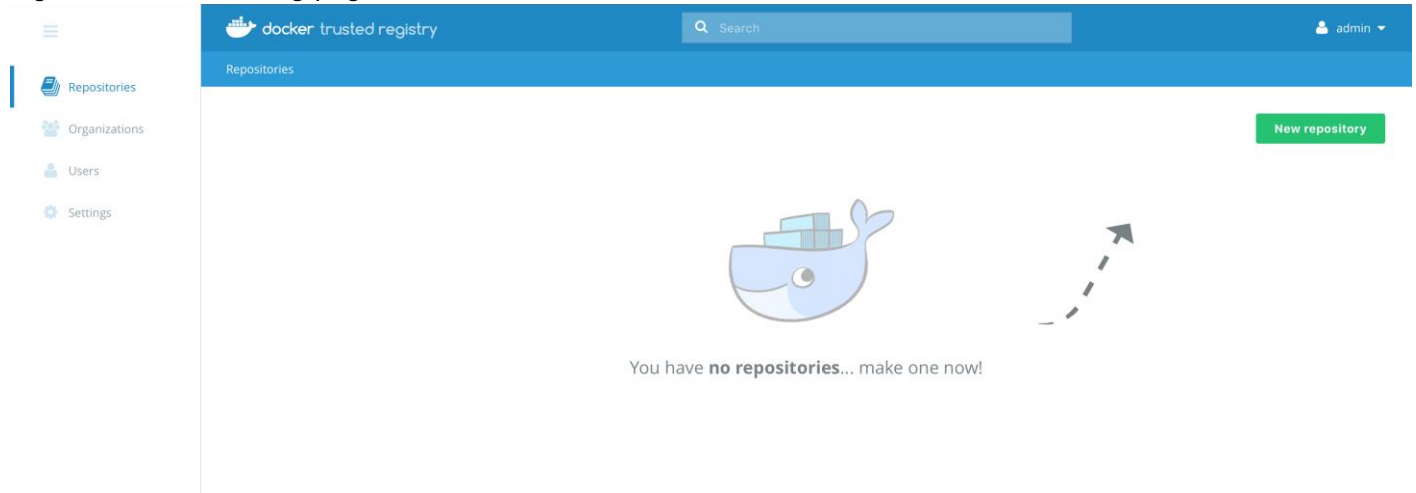 docker trusted registry
Search
admin
Repositories
Repositories
Organizations
Users
Settings
New repository
You have no repositories... make one now!